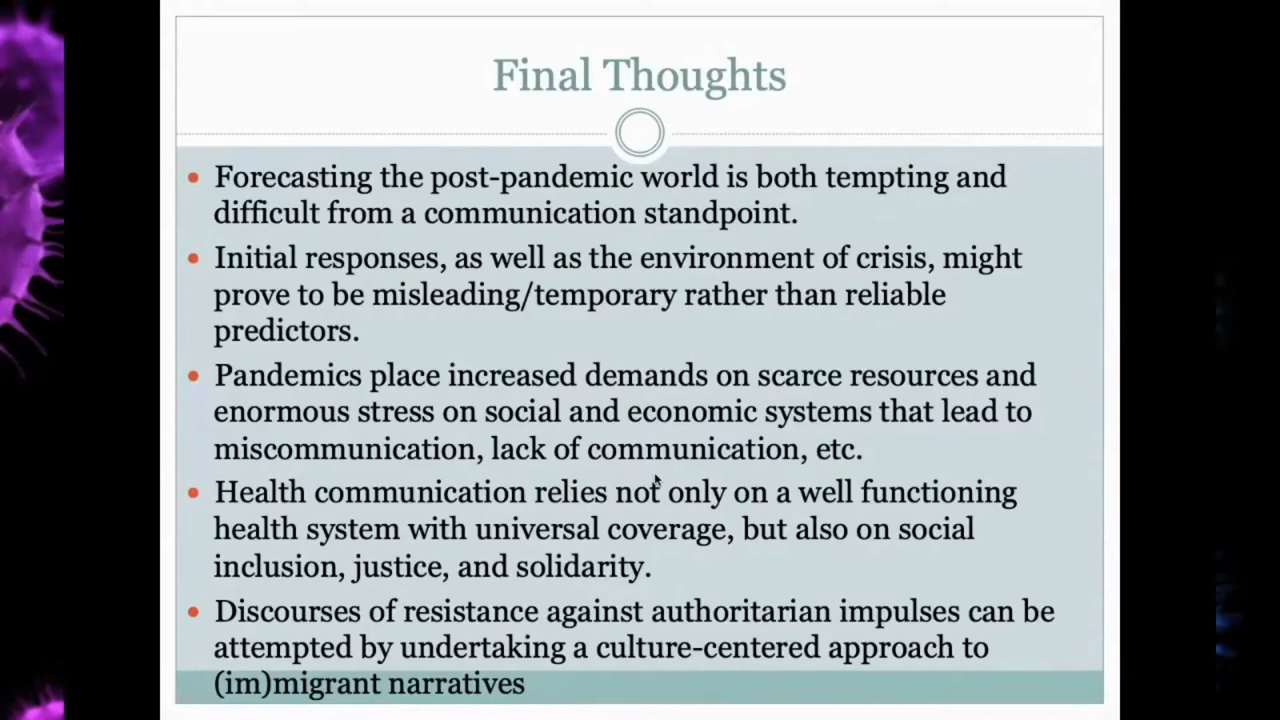 Final Thoughts
• Forecasting the post-pandemic world is both tempting and
difficult from a communication standpoint.
• Initial responses, as well as the environment of crisis, might
prove to be misleading/temporary rather than reliable
predictors.
• Pandemics place increased demands on scarce resources and
enormous stress on social and economic systems that lead to
miscommunication, lack of communication, etc.
• Health communication relies not only on a well functioning
health system with universal coverage, but also on social
inclusion, justice, and solidarity.
• Discourses of resistance against authoritarian impulses can be
attempted by undertaking a culture-centered approach to
(im)migrant narratives